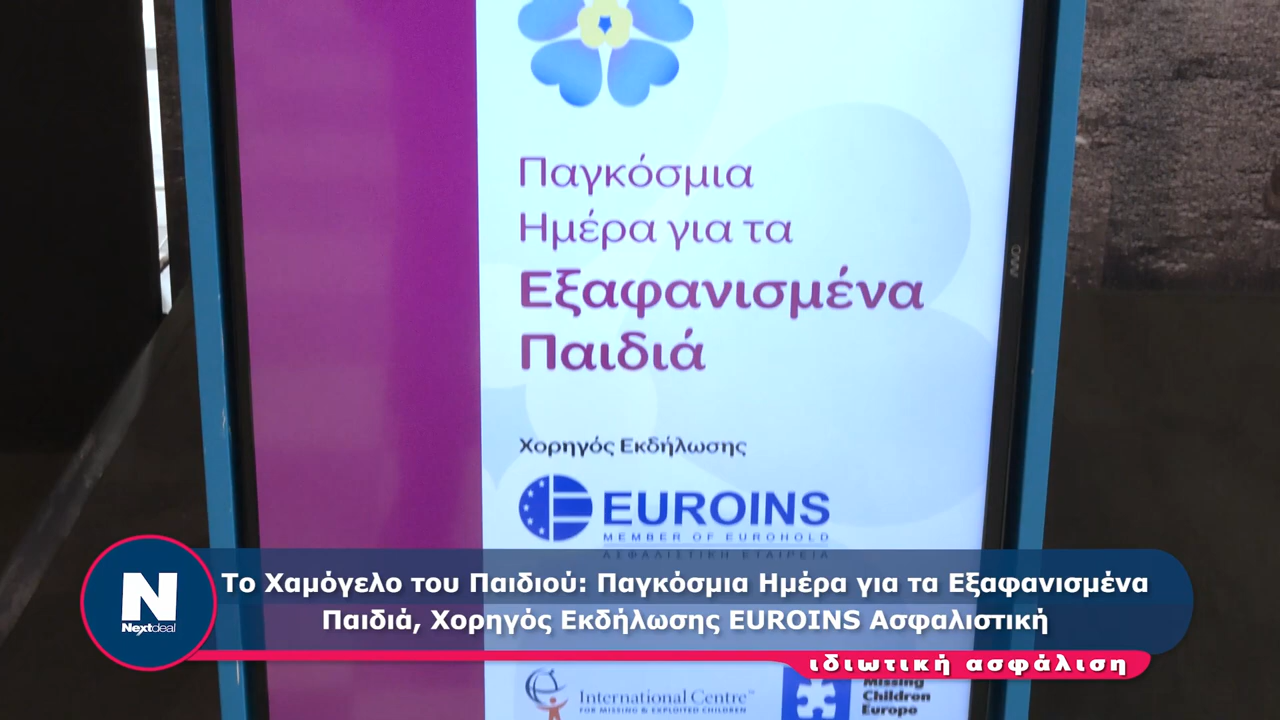 Παγκόσμια
Ημέρα για τα
Εξαφανισμένα
Παιδιά
Χορηγός Εκδήλωσης
EUROINS
MEMBER OF EUROHOLD
ΑΣΦΑΛΙΣΤΙΚΗ ΕΤΑΙΡΕΙΑ
N
Nextdeal
Το Χαμόγελο του Παιδιού: Παγκόσμια Ημέρα για τα Εξαφανισμένα
Παιδιά, Χορηγός Εκδήλωσης EUROINS Ασφαλιστική
ιδιωτική ασφάλιση
International Centre™
FOR MISSING & EXPLOITED CHILDREN
Missing
Children
Europe